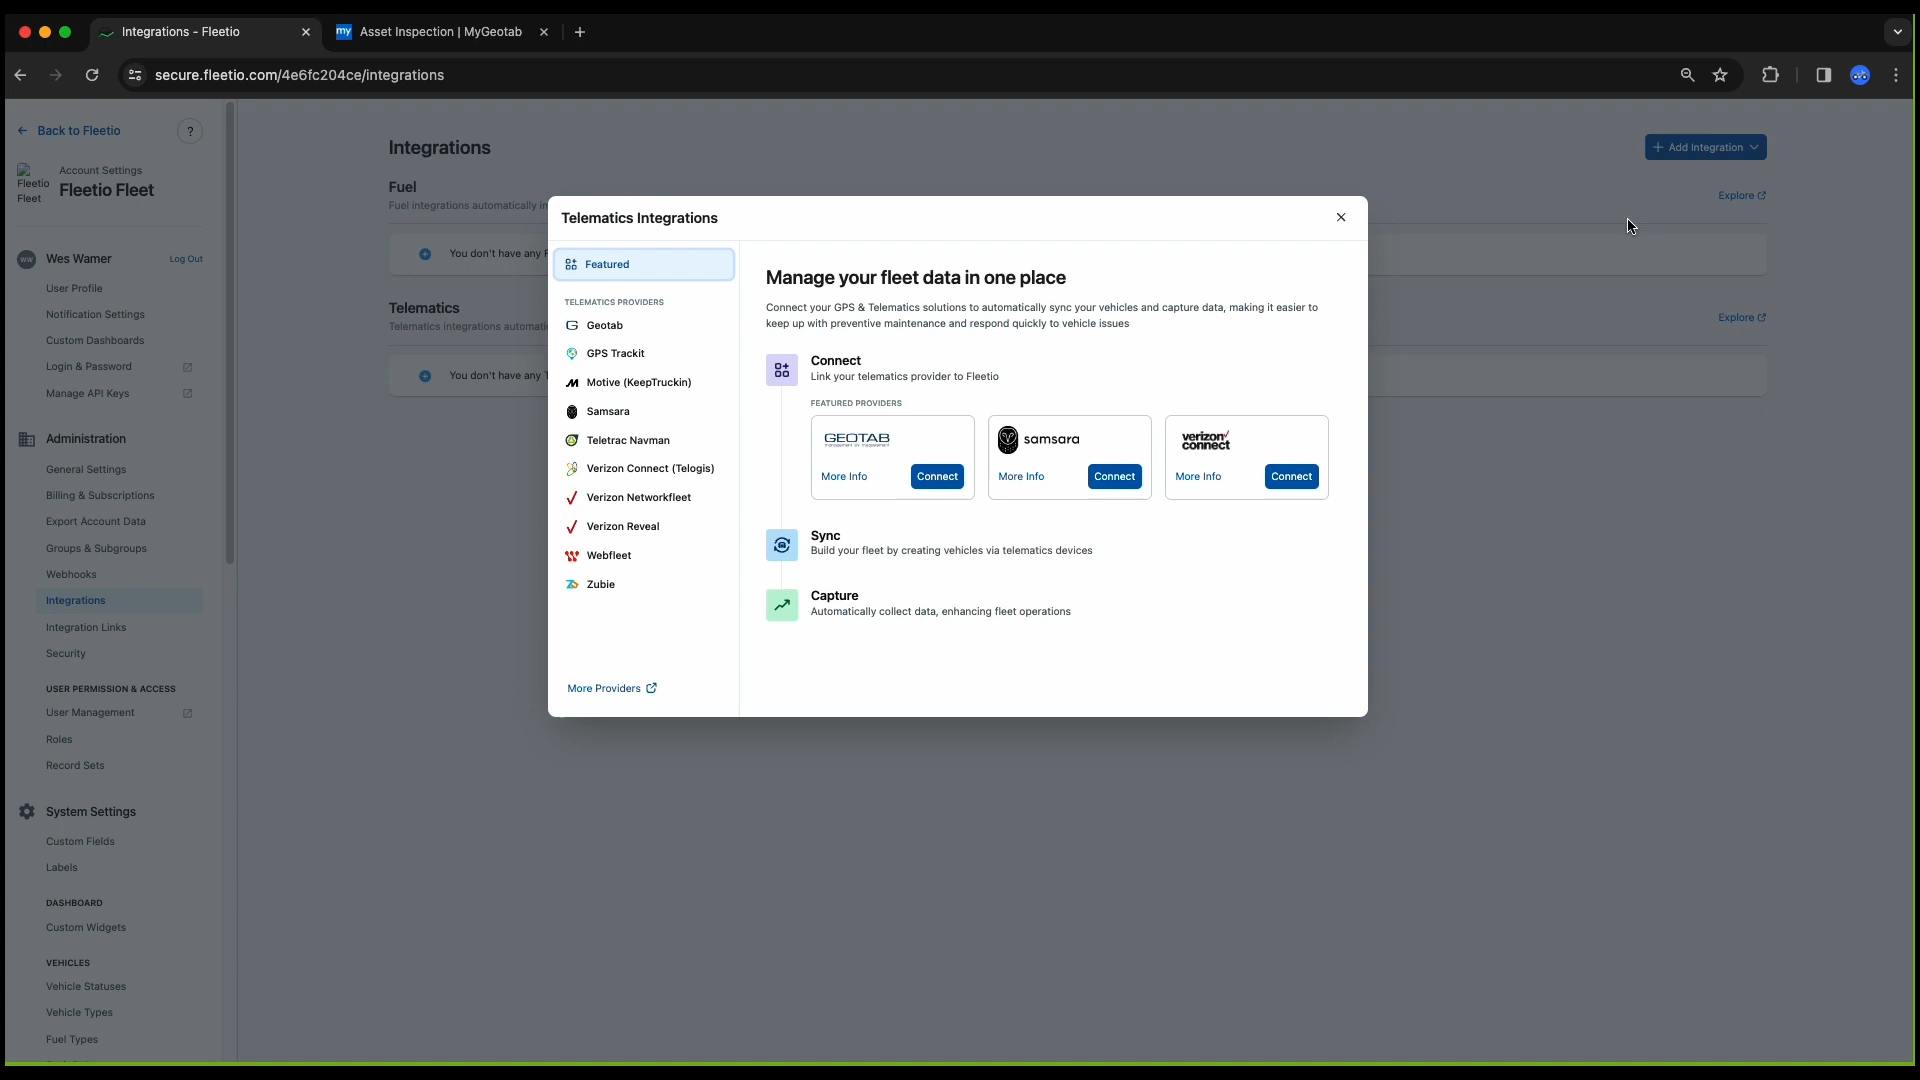 Integrations - Fleetio
my Asset Inspection | MyGeotab
secure.fleetio.com/4e6fc204ce/integrations
Back to Fleetio
?
Fleetio Fleet
Account Settings
Fleetio Fleet
WW Wes Warner Log Out
User Profile
Notification Settings
Custom Dashboards
Login & Password
Manage API Keys
Administration
General Settings
Billing & Subscriptions
Export Account Data
Groups & Subgroups
Webhooks
Integrations
Integration Links
Security
USER PERMISSION & ACCESS
User Management
Roles
Record Sets
System Settings
Custom Fields
Labels
DASHBOARD
Custom Widgets
VEHICLES
Vehicle Statuses
Vehicle Types
Fuel Types
Integrations
Add Integration
Fuel
Fuel integrations automatically
Explore
You don't have any
Telematics
Telematics integrations
Explore
You don't have any
Telematics Integrations
Featured
TELEMATICS PROVIDERS
Geotab
GPS Trackit
Motive (KeepTruckin)
Samsara
Teletrac Navman
Verizon Connect (Telogis)
Verizon Networkfleet
Verizon Reveal
Webfleet
Zubie
More Providers
Manage your fleet data in one place
Connect your GPS & Telematics solutions to automatically sync your vehicles and capture data, making it easier to
keep up with preventive maintenance and respond quickly to vehicle issues
Connect
Link your telematics provider to Fleetio
FEATURED PROVIDERS
GEOTAB
management by measurement
More Info Connect
samsara
More Info Connect
verizon
connect
More Info Connect
Sync
Build your fleet by creating vehicles via telematics devices
Capture
Automatically collect data, enhancing fleet operations